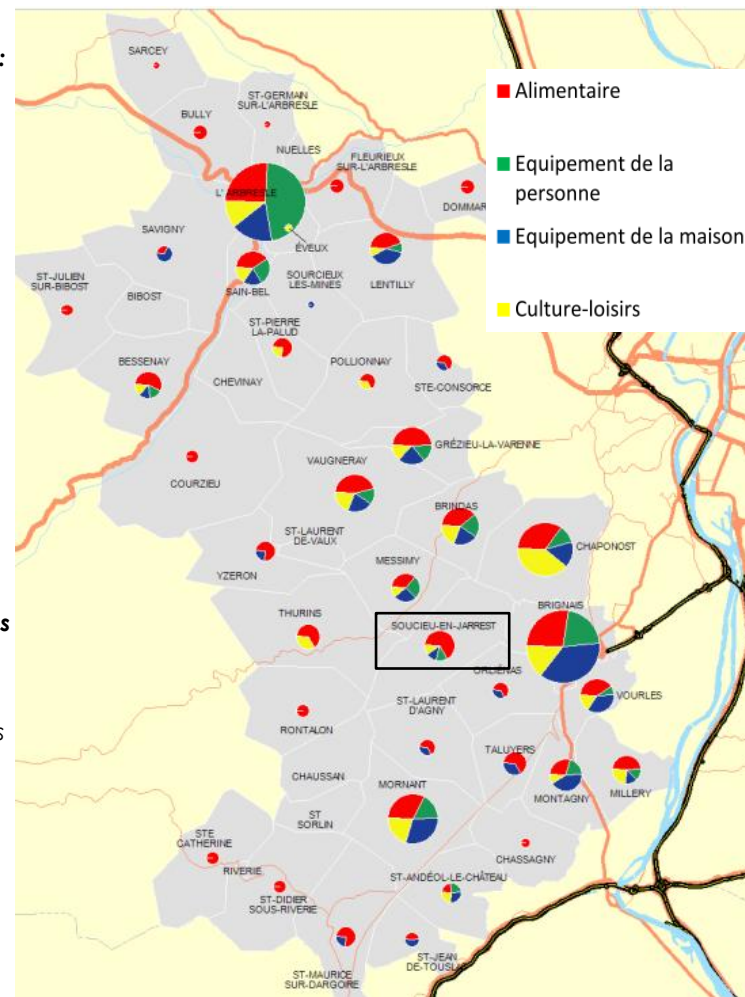 :
s
s
Alimentaire
Equipement de la
personne
Equipement de la maison
Culture-loisirs
SARCEY
ST-GERMAIN
SUR-L'ARBRESLE
BULLY
NUELLES
FLEURIEUX
SUR-L'ARBRESLE
L' ARBRESLE
DOMMAR
SAVIGNY
EVEUX
SOURCIEUX
LES-MINES
LENTILLY
ST-JULIEN
SUR-BIBOST
BIBOST
SAIN-BEL
ST-PIERRE
LA-PALUD
BESSENAY
CHEVINAY
POLLIONNAY
STE-CONSORCE
GRÉZIEU-LA-VARENNE
VAUGNERAY
COURZIEU
BRINDAS
ST-LAURENT
DE-VAUX
CHAPONOST
YZERON
MESSIMY
BRIGNAIS
THURINS
SOUCIEU-EN-JARREST
ORLIÉNAS
VOURLES
ST-LAURENT
D'AGNY
RONTALON
TALUYERS
CHAUSSAN
MORNANT
MONTAGNY
MILLERY
ST
SORLIN
STE
CATHERINE
CHASSAGNY
RIVERIE
ST-ANDÉOL-LE-CHÂTEAU
ST-DIDIER
SOUS-RIVERIE
ST-JEAN
DE-TOUSLAS
ST-MAURICE
SUR-DARGOIRE